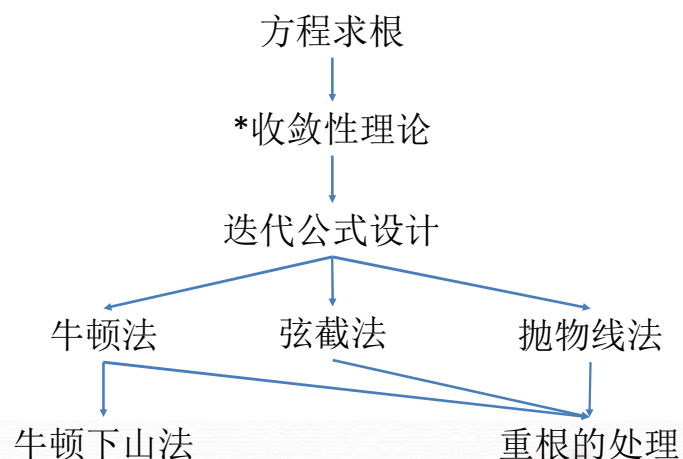 方程求根
*收敛性理论
迭代公式设计
牛顿法
弦截法
抛物线法
牛顿下山法
重根的处理